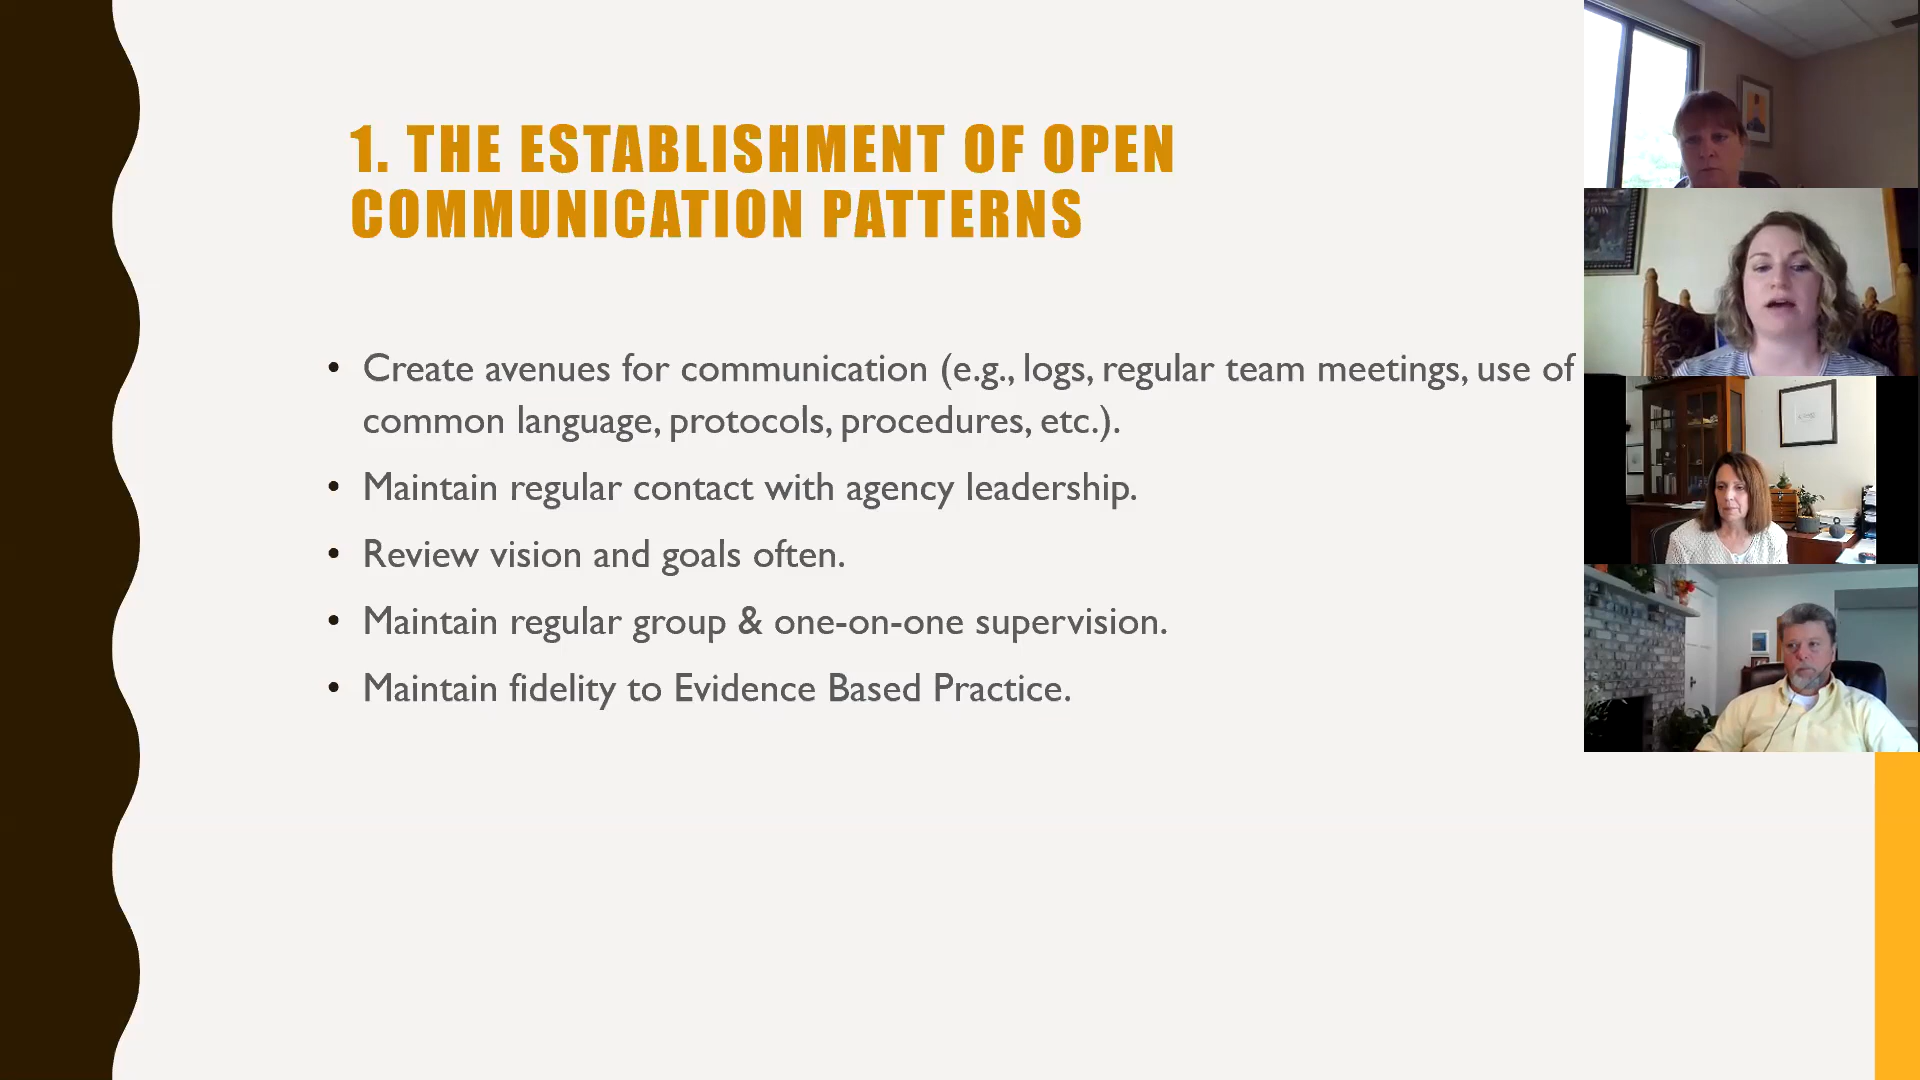 1. THE ESTABLISHMENT OF OPEN
COMMUNICATION PATTERNS
• Create avenues for communication (e.g., logs, regular team meetings, use of
common language, protocols, procedures, etc.).
• Maintain regular contact with agency leadership.
• Review vision and goals often.
• Maintain regular group & one-on-one supervision.
• Maintain fidelity to Evidence Based Practice.